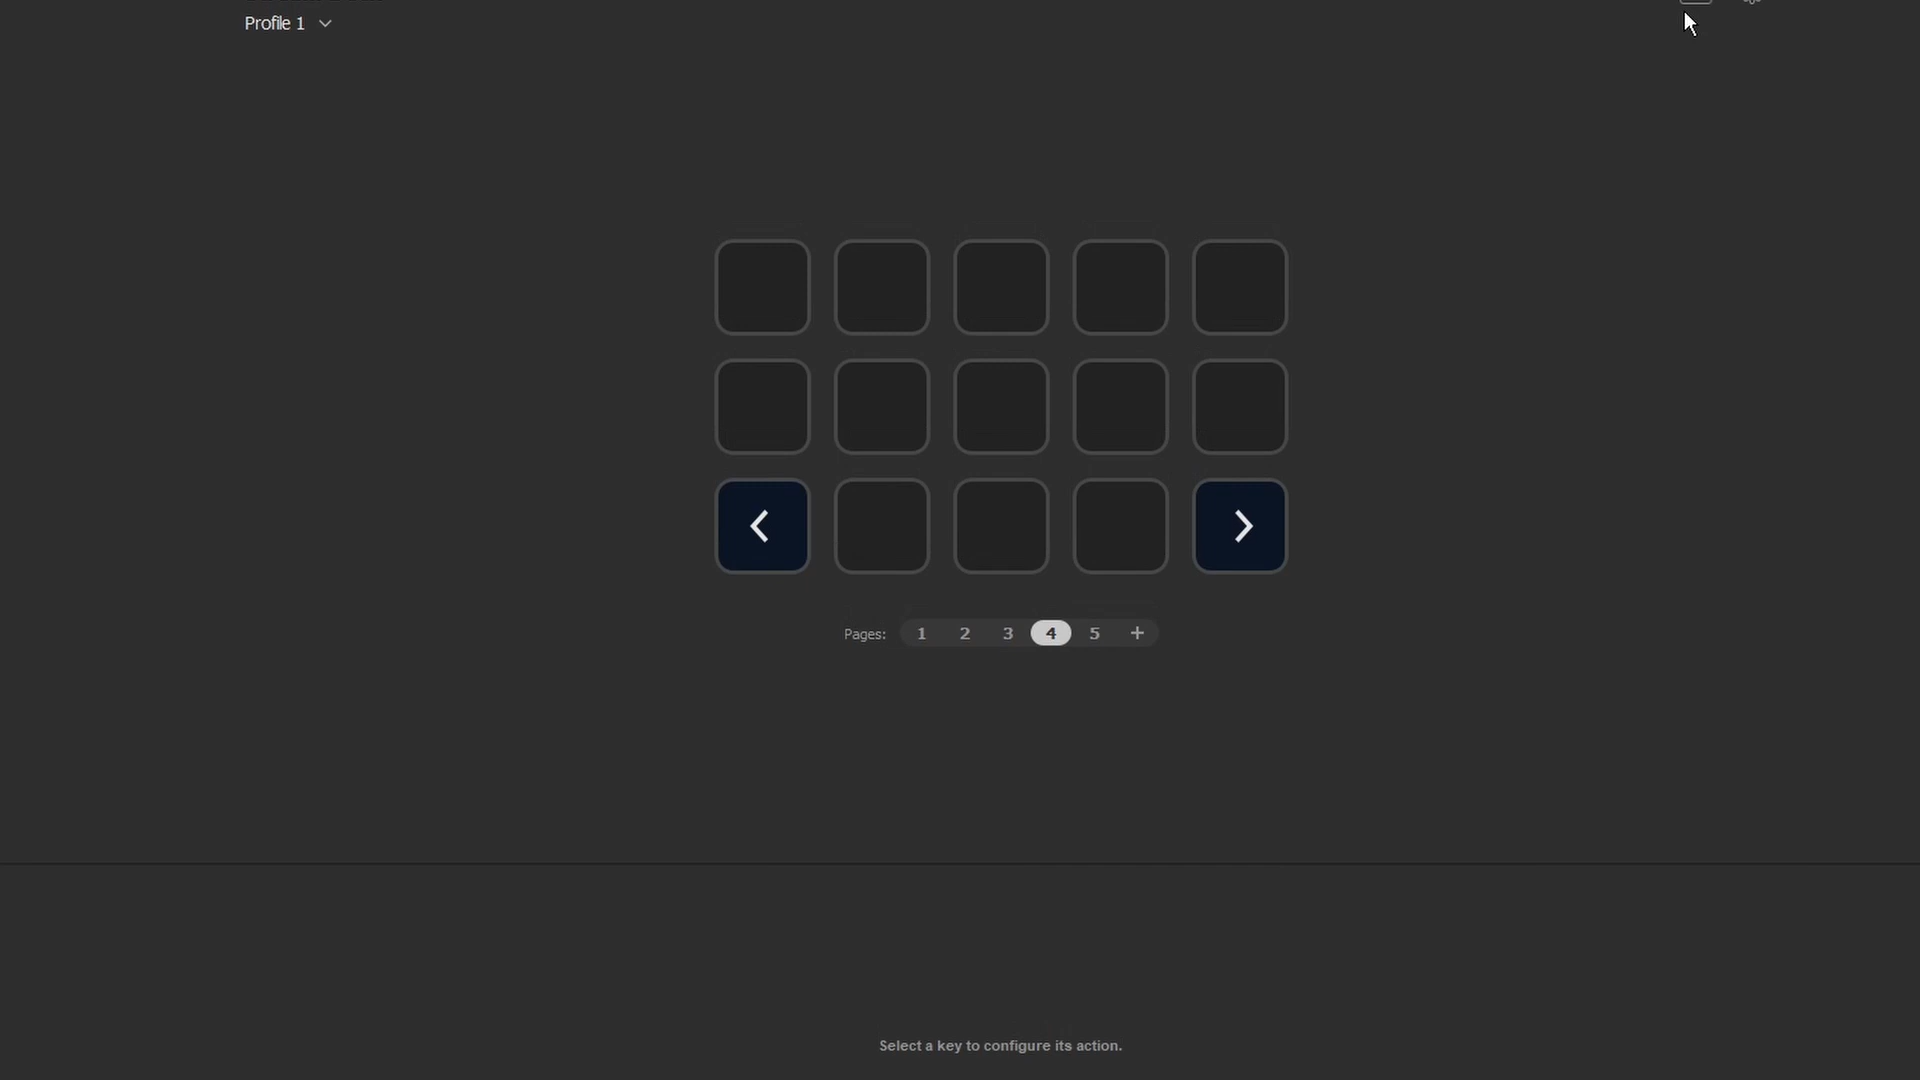 Profile 1
Pages: 1 2 3 4 5 +
Select a key to configure its action.